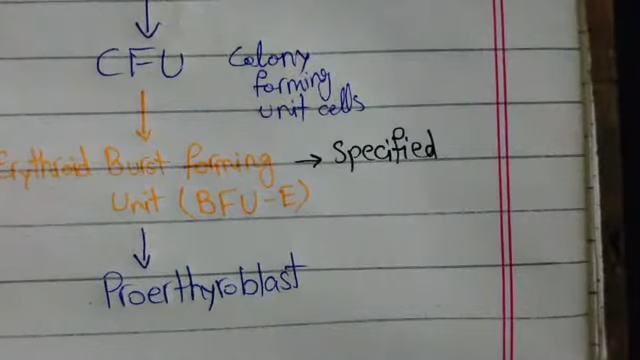 CFU Colony
forming
unit cells
Erythroid Burst forming → Specified
Unit (BFU-E)
Proerthyroblast